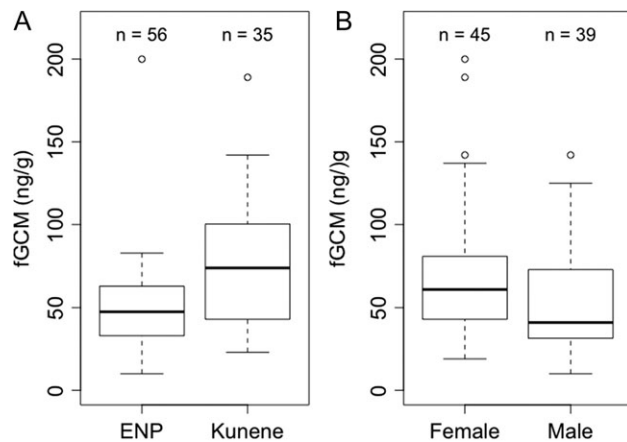 A
n = 56 n = 35
fGCM (ng/g)
200
150
100
50
0
ENP Kunene
B
n = 45 n = 39
fGCM (ng/)g
200
150
100
50
0
Female Male